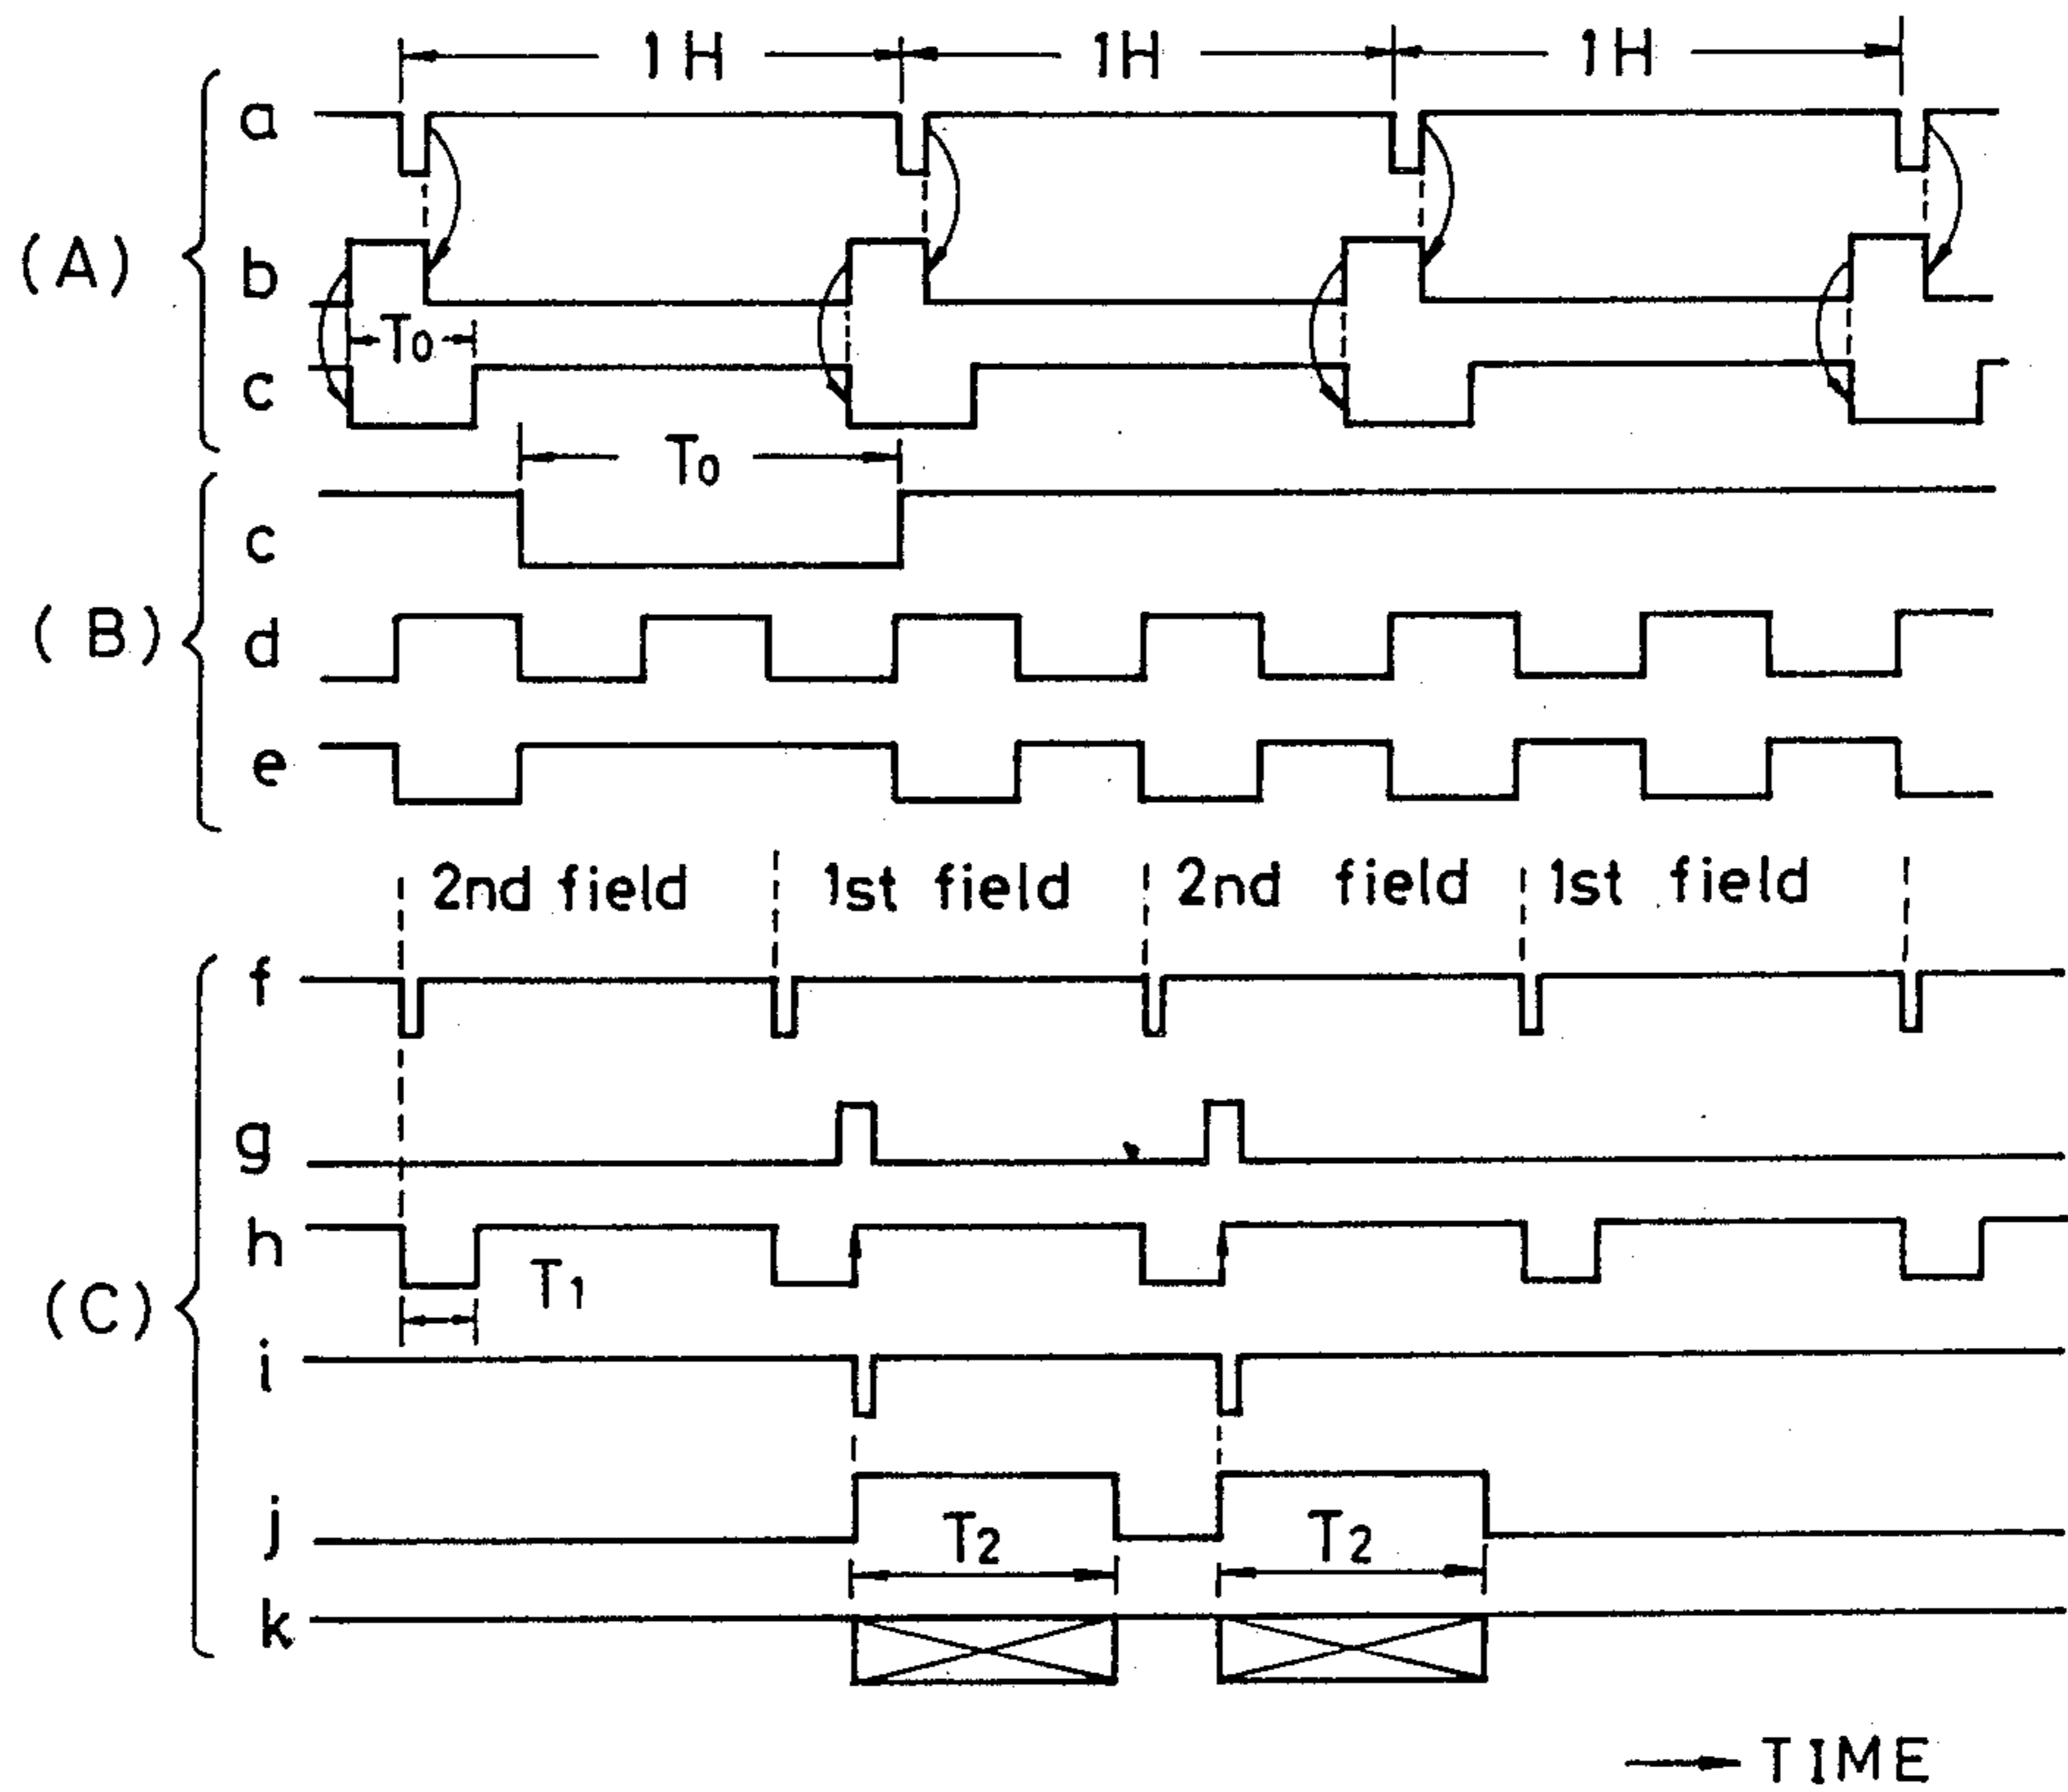 1H 1H 1H
a
(A)
b
T0
c
T0
c
(B)
d
e
2nd field 1st field 2nd field 1st field
f
g
h
T1
(C)
i
j
T2 T2
k
TIME